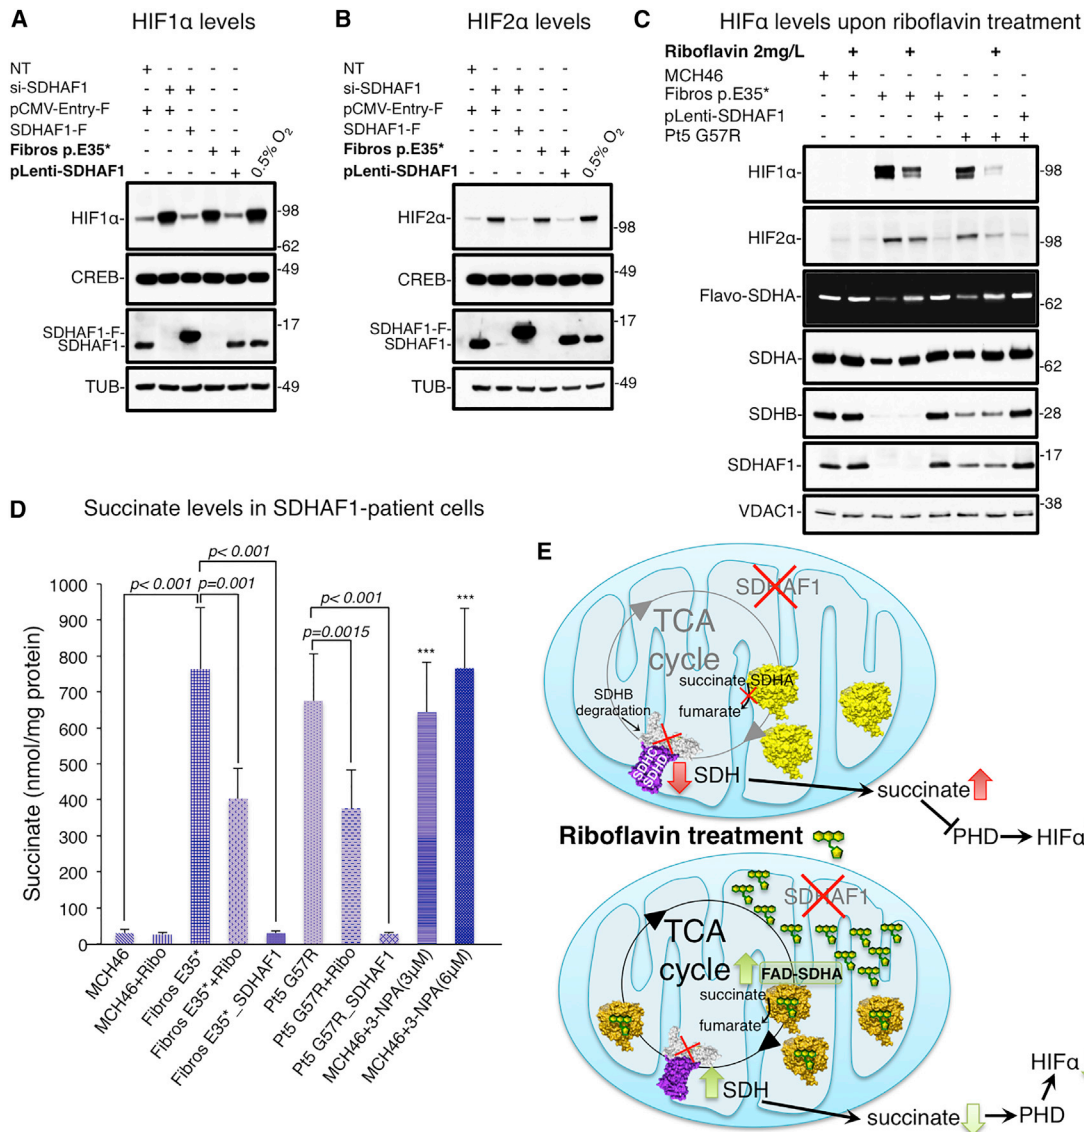 A HIF1α levels
NT + - - - - -
si-SDHAF1 - + + - - -
pCMV-Entry-F + + - - - -
SDHAF1-F - - + - - -
Fibros p.E35* - - - + + -
pLenti-SDHAF1 - - - - + 0.5% O2
HIF1α- -98
-62
CREB- -49
SDHAF1-F- -17
SDHAF1-
TUB- -49
B HIF2α levels
NT + - - - - -
si-SDHAF1 - + + - - -
pCMV-Entry-F + + - - - -
SDHAF1-F - - + - - -
Fibros p.E35* - - - + + -
pLenti-SDHAF1 - - - - + 0.5% O2
HIF2α- -98
CREB- -49
SDHAF1-F- -17
SDHAF1-
TUB- -49
C HIFα levels upon riboflavin treatment
Riboflavin 2mg/L + + +
MCH46 + +
Fibros p.E35* + + +
pLenti-SDHAF1 + +
Pt5 G57R + + +
HIF1α- -98
HIF2α- -98
Flavo-SDHA- -62
SDHA- -62
SDHB- -28
SDHAF1- -17
VDAC1- -38
D Succinate levels in SDHAF1-patient cells
Succinate (nmol/mg protein)
1000
900
800
700
600
500
400
300
200
100
0
p< 0.001
p< 0.001 p=0.001
p< 0.001
p=0.0015
*** ***
MCH46
MCH46+Ribo
Fibros E35*
Fibros E35*+Ribo
Fibros E35*_SDHAF1
Pt5 G57R
Pt5 G57R+Ribo
Pt5 G57R_SDHAF1
MCH46+3-NPA(3μM)
MCH46+3-NPA(6μM)
E
SDHAF1
TCA
cycle
succinate SDHA
fumarate
SDHB
degradation
SDHC
SDHD
SDH
succinate
PHD HIFα
Riboflavin treatment
SDHAF1
TCA
cycle
FAD-SDHA
succinate
fumarate
SDH
HIFα
succinate PHD